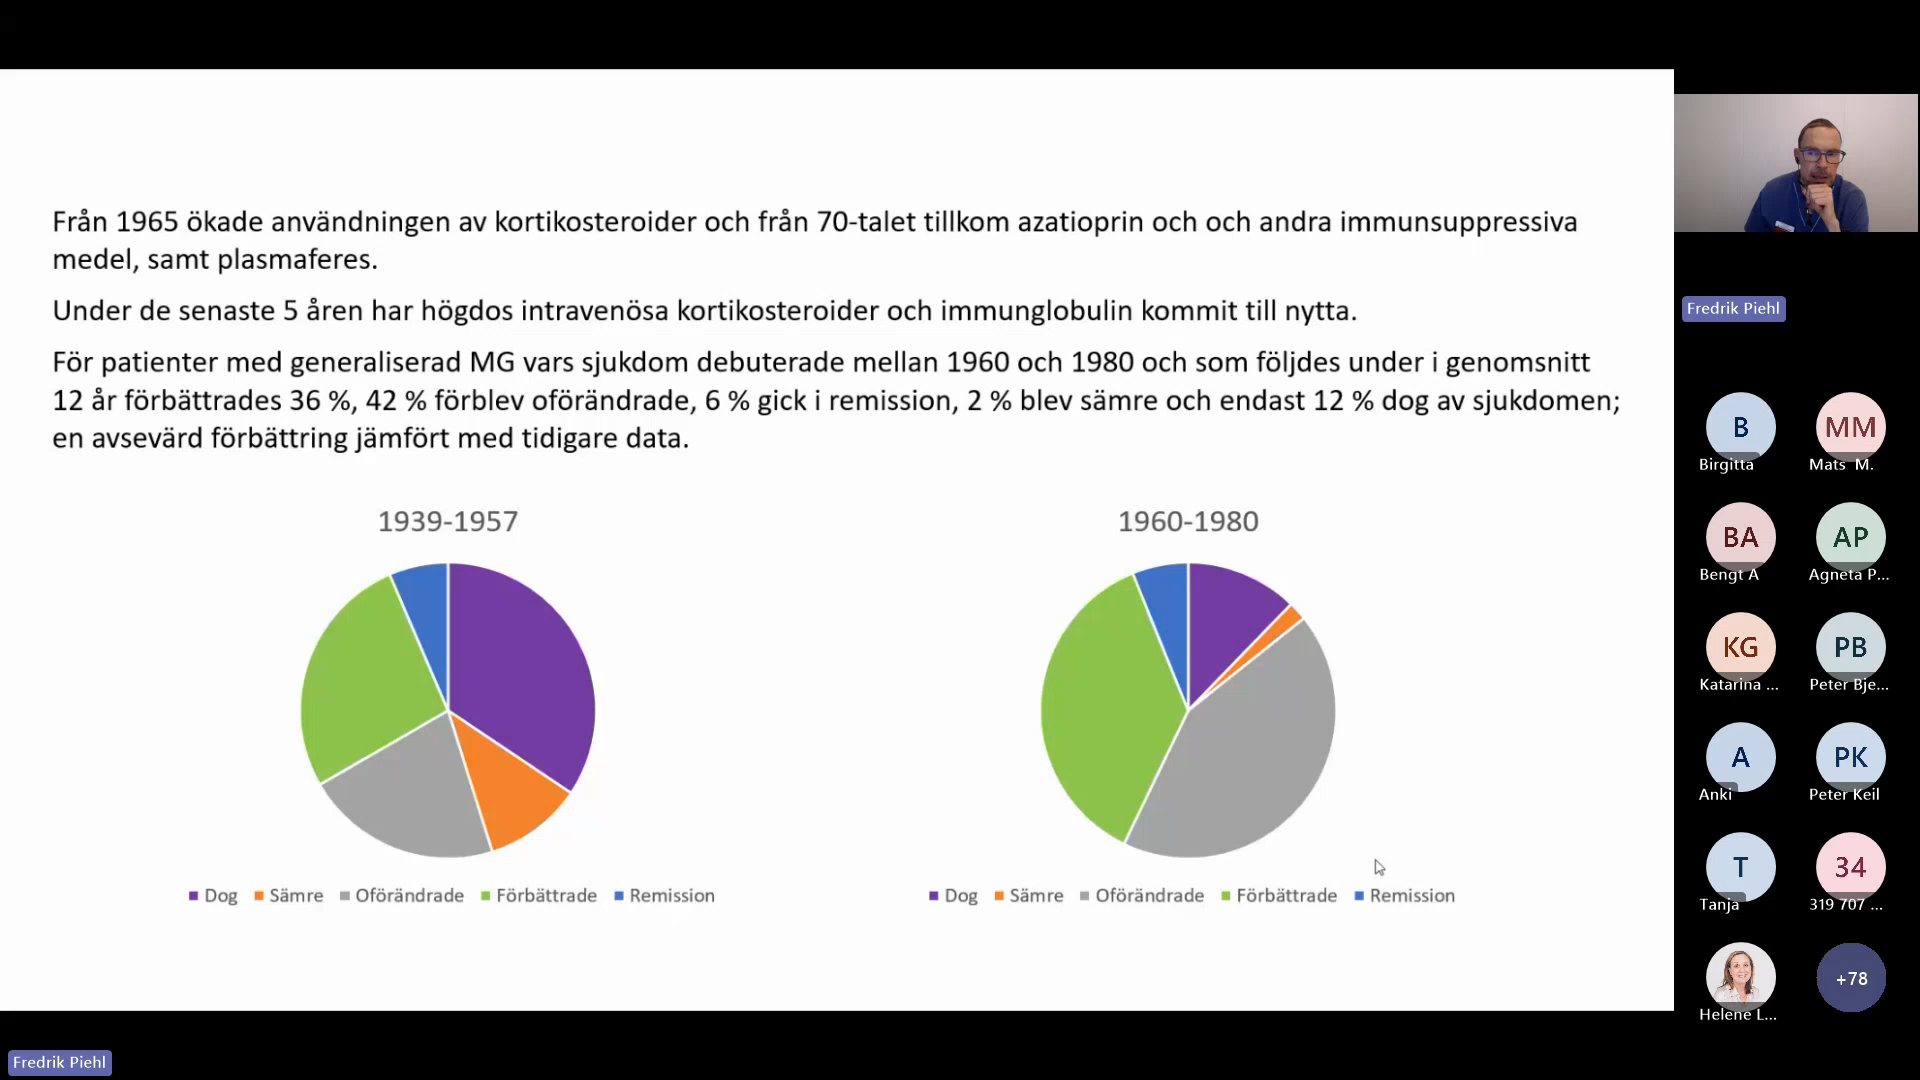 Från 1965 ökade användningen av kortikosteroider och från 70-talet tillkom azatioprin och och andra immunsuppressiva
medel, samt plasmaferes.
Under de senaste 5 åren har högdos intravenösa kortikosteroider och immunglobulin kommit till nytta.
För patienter med generaliserad MG vars sjukdom debuterade mellan 1960 och 1980 och som följdes under i genomsnitt
12 år förbättrades 36 %, 42 % förblev oförändrade, 6 % gick i remission, 2 % blev sämre och endast 12 % dog av sjukdomen;
en avsevärd förbättring jämfört med tidigare data.
1939-1957
Dog Sämre Oförändrade Förbättrade Remission
1960-1980
Dog Sämre Oförändrade Förbättrade Remission
Fredrik Piehl
B
Birgitta
MM
Mats M.
BA
Bengt A
AP
Agneta P...
KG
Katarina ...
PB
Peter Bje...
A
Anki
PK
Peter Keil
T
Tanja
34
319 707 ...
Helene L...
+78
Fredrik Piehl